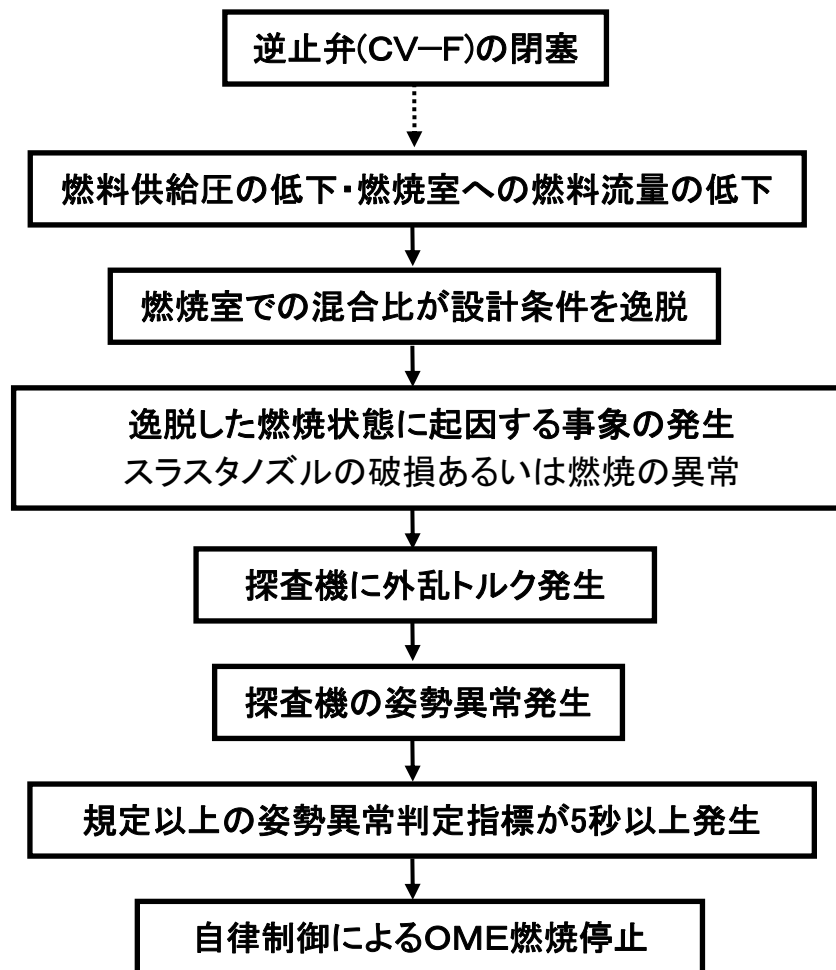 逆止弁(CV－F)の閉塞
燃料供給圧の低下・燃焼室への燃料流量の低下
燃焼室での混合比が設計条件を逸脱
逸脱した燃焼状態に起因する事象の発生
スラスタノズルの破損あるいは燃焼の異常
探査機に外乱トルク発生
探査機の姿勢異常発生
規定以上の姿勢異常判定指標が5秒以上発生
自律制御によるOME燃焼停止